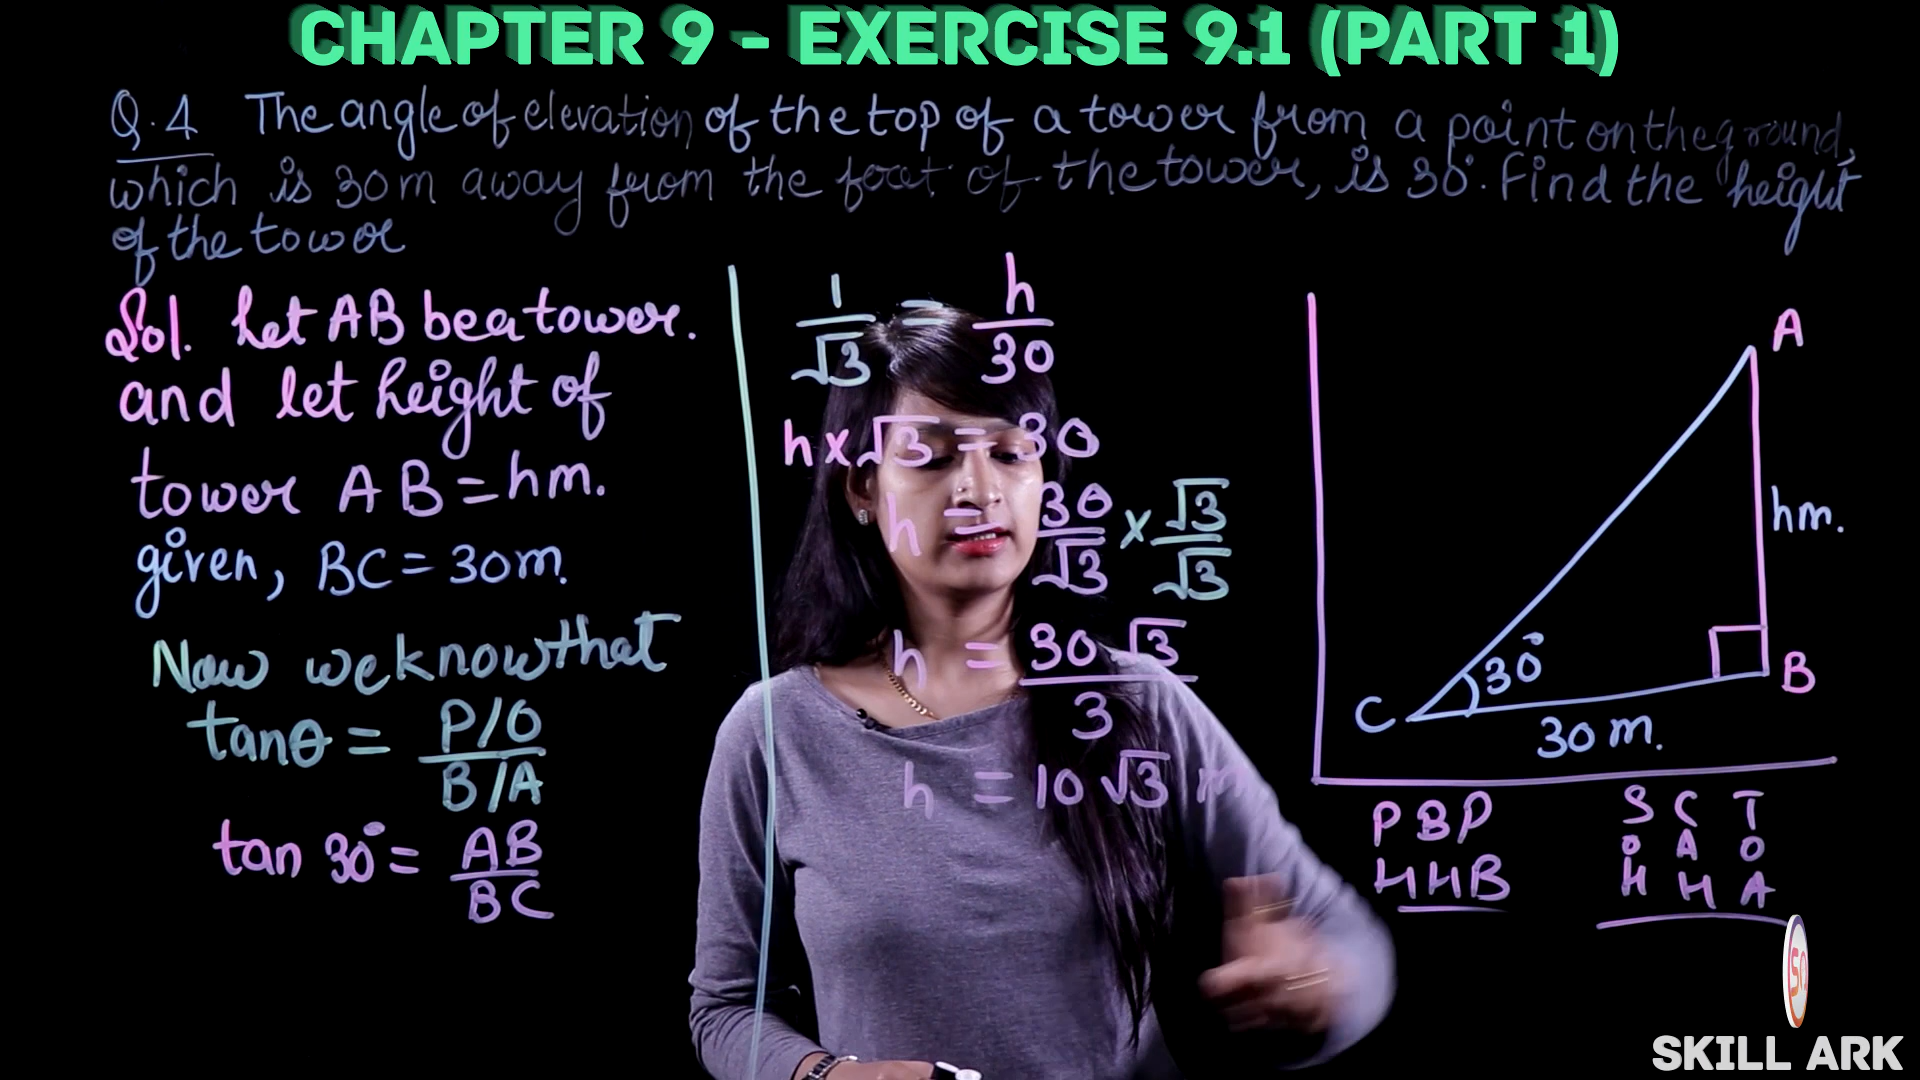 CHAPTER 9 - EXERCISE 9.1 (PART 1)
Q.4 The angle of elevation of the top of a tower from a point on the ground,
which is 30m away from the foot of the tower, is 30°. Find the height
of the tower
Sol. Let AB be a tower.
and let height of
tower AB = hm.
given, BC = 30m.
Now we know that
tanθ = P/O
B/A
tan 30° = AB
BC
1/√3 = h/30
h x √3 = 30
h = 30/√3 x √3/√3
h = 30√3
3
h = 10√3 m
A
hm.
30°
B
C
30 m.
P B P
H H B
S C T
O A O
H H A
SKILL ARK